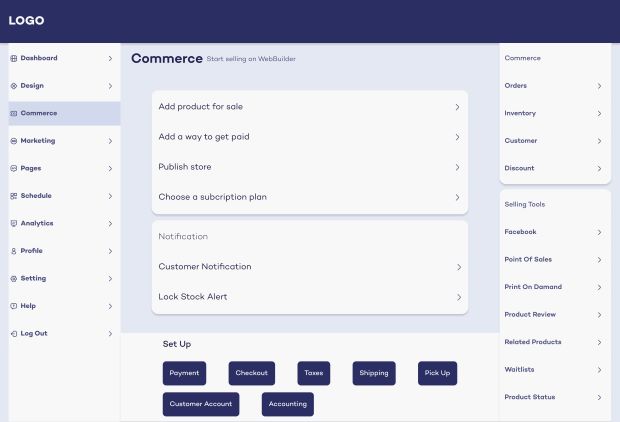 LOGO
Dashboard
Design
Commerce
Marketing
Pages
Schedule
Analytics
Profile
Setting
Help
Log Out
Commerce Start selling on WebBuilder
Add product for sale
Add a way to get paid
Publish store
Choose a subcription plan
Notification
Customer Notification
Lock Stock Alert
Set Up
Payment Checkout Taxes Shipping Pick Up
Customer Account Accounting
Commerce
Orders
Inventory
Customer
Discount
Selling Tools
Facebook
Point Of Sales
Print On Damand
Product Review
Related Products
Waitlists
Product Status